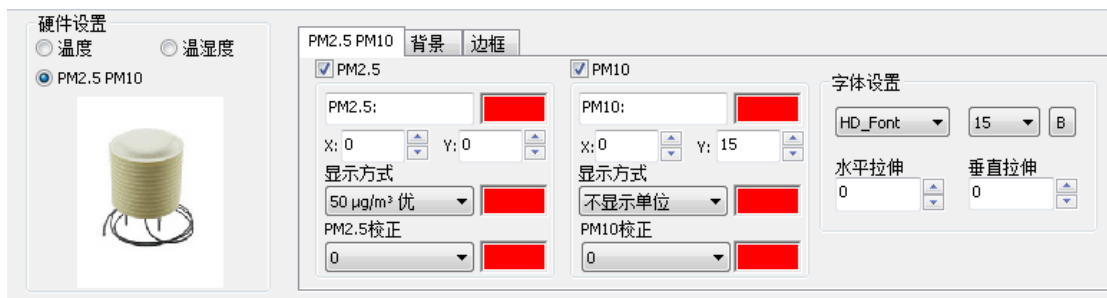 硬件设置
温度 温湿度
PM2.5 PM10
PM2.5 PM10 背景 边框
PM2.5
PM2.5:
X: 0 Y: 0
显示方式
50 μg/m³ 优
PM2.5校正
0
PM10
PM10:
X: 0 Y: 15
显示方式
不显示单位
PM10校正
0
字体设置
HD_Font 15 B
水平拉伸 垂直拉伸
0 0